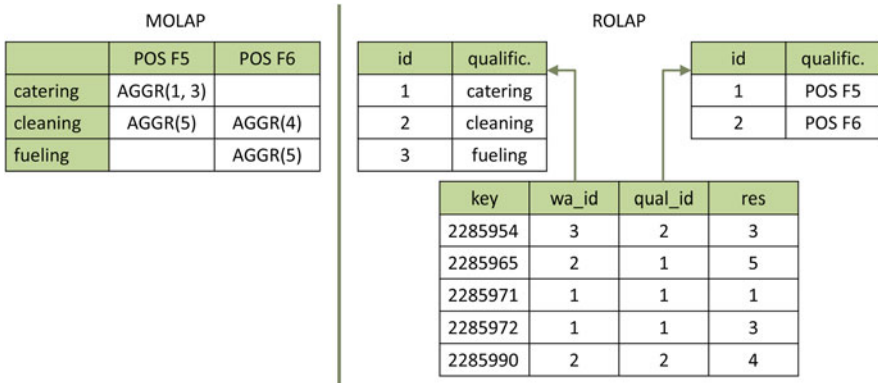 MOLAP
POS F5 POS F6
catering AGGR(1, 3)
cleaning AGGR(5) AGGR(4)
fueling AGGR(5)
ROLAP
id qualific.
1 catering
2 cleaning
3 fueling
id qualific.
1 POS F5
2 POS F6
key wa_id qual_id res
2285954 3 2 3
2285965 2 1 5
2285971 1 1 1
2285972 1 1 3
2285990 2 2 4